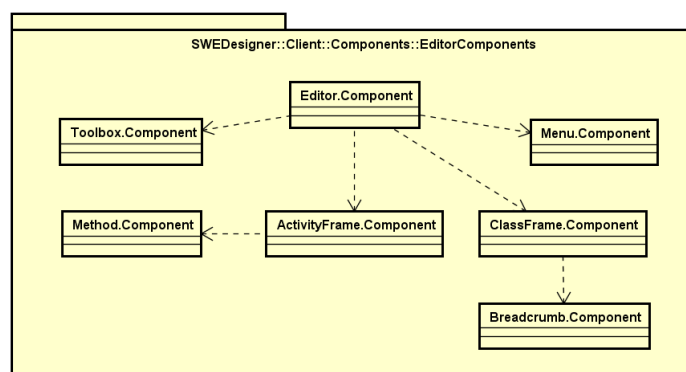 SWEDesigner::Client::Components::EditorComponents
Editor.Component
Toolbox.Component
Menu.Component
Method.Component
ActivityFrame.Component
ClassFrame.Component
Breadcrumb.Component